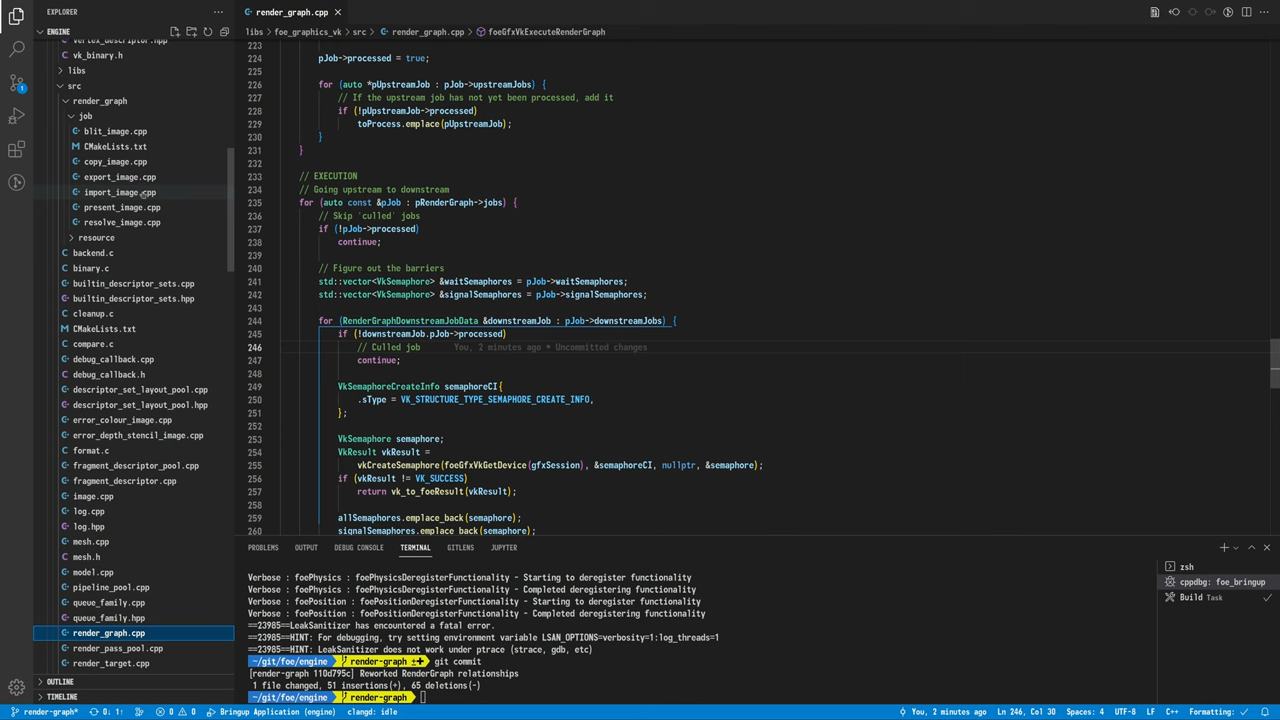 EXPLORER
render_graph.cpp
ENGINE
libs > foe_graphics_vk > src > render_graph.cpp > foeGfxVkExecuteRenderGraph
vk_binary.h
libs
src
render_graph
job
blit_image.cpp
CMakeLists.txt
copy_image.cpp
export_image.cpp
import_image.cpp
present_image.cpp
resolve_image.cpp
resource
backend.c
binary.c
builtin_descriptor_sets.cpp
builtin_descriptor_sets.hpp
cleanup.c
CMakeLists.txt
compare.c
debug_callback.cpp
debug_callback.h
descriptor_set_layout_pool.cpp
descriptor_set_layout_pool.hpp
error_colour_image.cpp
error_depth_stencil_image.cpp
format.c
fragment_descriptor_pool.cpp
fragment_descriptor.cpp
image.cpp
log.cpp
log.hpp
mesh.cpp
mesh.h
model.cpp
pipeline_pool.cpp
queue_family.cpp
queue_family.hpp
render_graph.cpp
render_pass_pool.cpp
render_target.cpp
OUTLINE
TIMELINE
223
224 pJob->processed = true;
225
226 for (auto *pUpstreamJob : pJob->upstreamJobs) {
227 // If the upstream job has not yet been processed, add it
228 if (!pUpstreamJob->processed)
229 toProcess.emplace(pUpstreamJob);
230 }
231 }
232
233 // EXECUTION
234 // Going upstream to downstream
235 for (auto const &pJob : pRenderGraph->jobs) {
236 // Skip `culled` jobs
237 if (!pJob->processed)
238 continue;
239
240 // Figure out the barriers
241 std::vector<VkSemaphore> &waitSemaphores = pJob->waitSemaphores;
242 std::vector<VkSemaphore> &signalSemaphores = pJob->signalSemaphores;
243
244 for (RenderGraphDownstreamJobData &downstreamJob : pJob->downstreamJobs) {
245 if (!downstreamJob.pJob->processed)
246 // Culled job You, 2 minutes ago • Uncommitted changes
247 continue;
248
249 VkSemaphoreCreateInfo semaphoreCI{
250 .sType = VK_STRUCTURE_TYPE_SEMAPHORE_CREATE_INFO,
251 };
252
253 VkSemaphore semaphore;
254 VkResult vkResult =
255 vkCreateSemaphore(foeGfxVkGetDevice(gfxSession), &semaphoreCI, nullptr, &semaphore);
256 if (vkResult != VK_SUCCESS)
257 return vk_to_foeResult(vkResult);
258
259 allSemaphores.emplace_back(semaphore);
260 signalSemaphores.emplace_back(semaphore);
PROBLEMS OUTPUT DEBUG CONSOLE TERMINAL GITLENS JUPYTER
Verbose : foePhysics : foePhysicsDeregisterFunctionality - Starting to deregister functionality
Verbose : foePhysics : foePhysicsDeregisterFunctionality - Completed deregistering functionality
Verbose : foePosition : foePositionDeregisterFunctionality - Starting to deregister functionality
Verbose : foePosition : foePositionDeregisterFunctionality - Completed deregistering functionality
==23985==LeakSanitizer has encountered a fatal error.
==23985==HINT: For debugging, try setting environment variable LSAN_OPTIONS=verbosity=1:log_threads=1
==23985==HINT: LeakSanitizer does not work under ptrace (strace, gdb, etc)
~/git/foe/engine render-graph git commit
[render-graph 110d795c] Reworked RenderGraph relationships
1 file changed, 51 insertions(+), 65 deletions(-)
~/git/foe/engine render-graph
zsh
cppdbg: foe_bringup
Build Task
render-graph* 0↓ 1↑ 0 0 Bringup Application (engine) clangd: idle You, 2 minutes ago Ln 246, Col 30 Spaces: 4 UTF-8 LF C++ Formatting: ✓